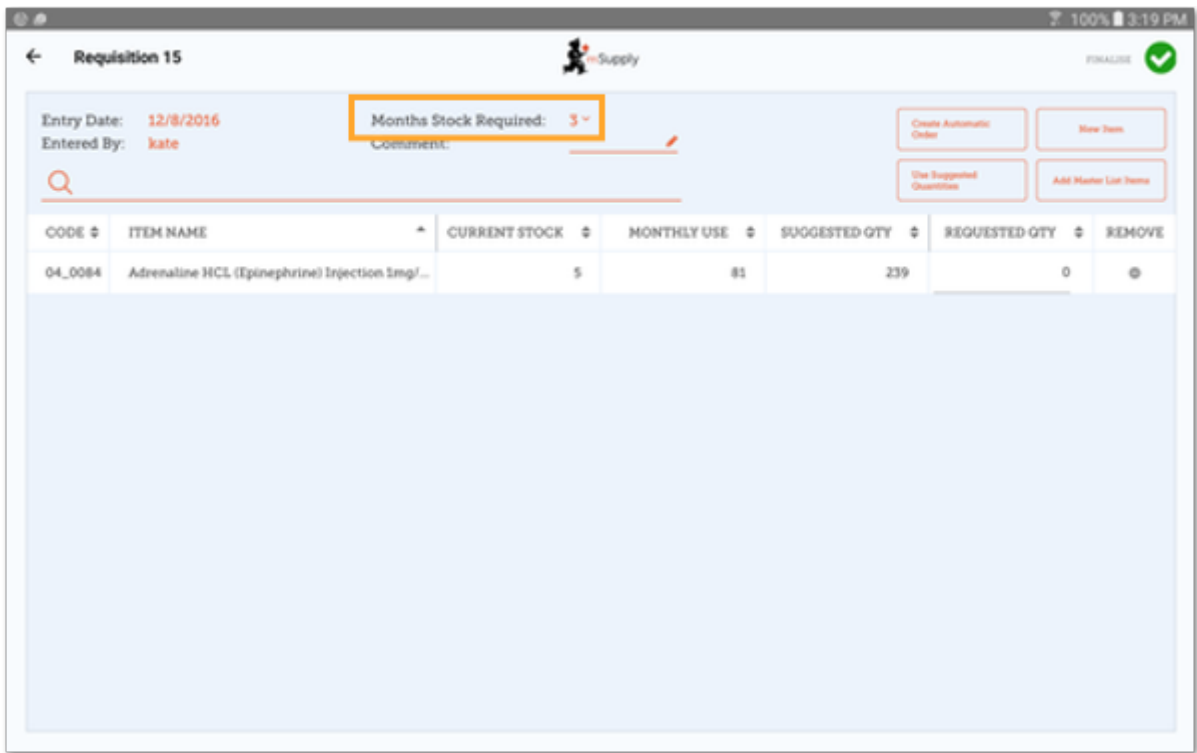 100% 3:19 PM
Requisition 15
mSupply
FINALISE
Entry Date: 12/8/2016
Months Stock Required: 3
Entered By: kate
Comment:
Create Automatic
Order
New Item
Use Suggested
Quantities
Add Master List Items
CODE ITEM NAME CURRENT STOCK MONTHLY USE SUGGESTED QTY REQUESTED QTY REMOVE
04_0084 Adrenaline HCL (Epinephrine) Injection 1mg/... 5 81 239 0